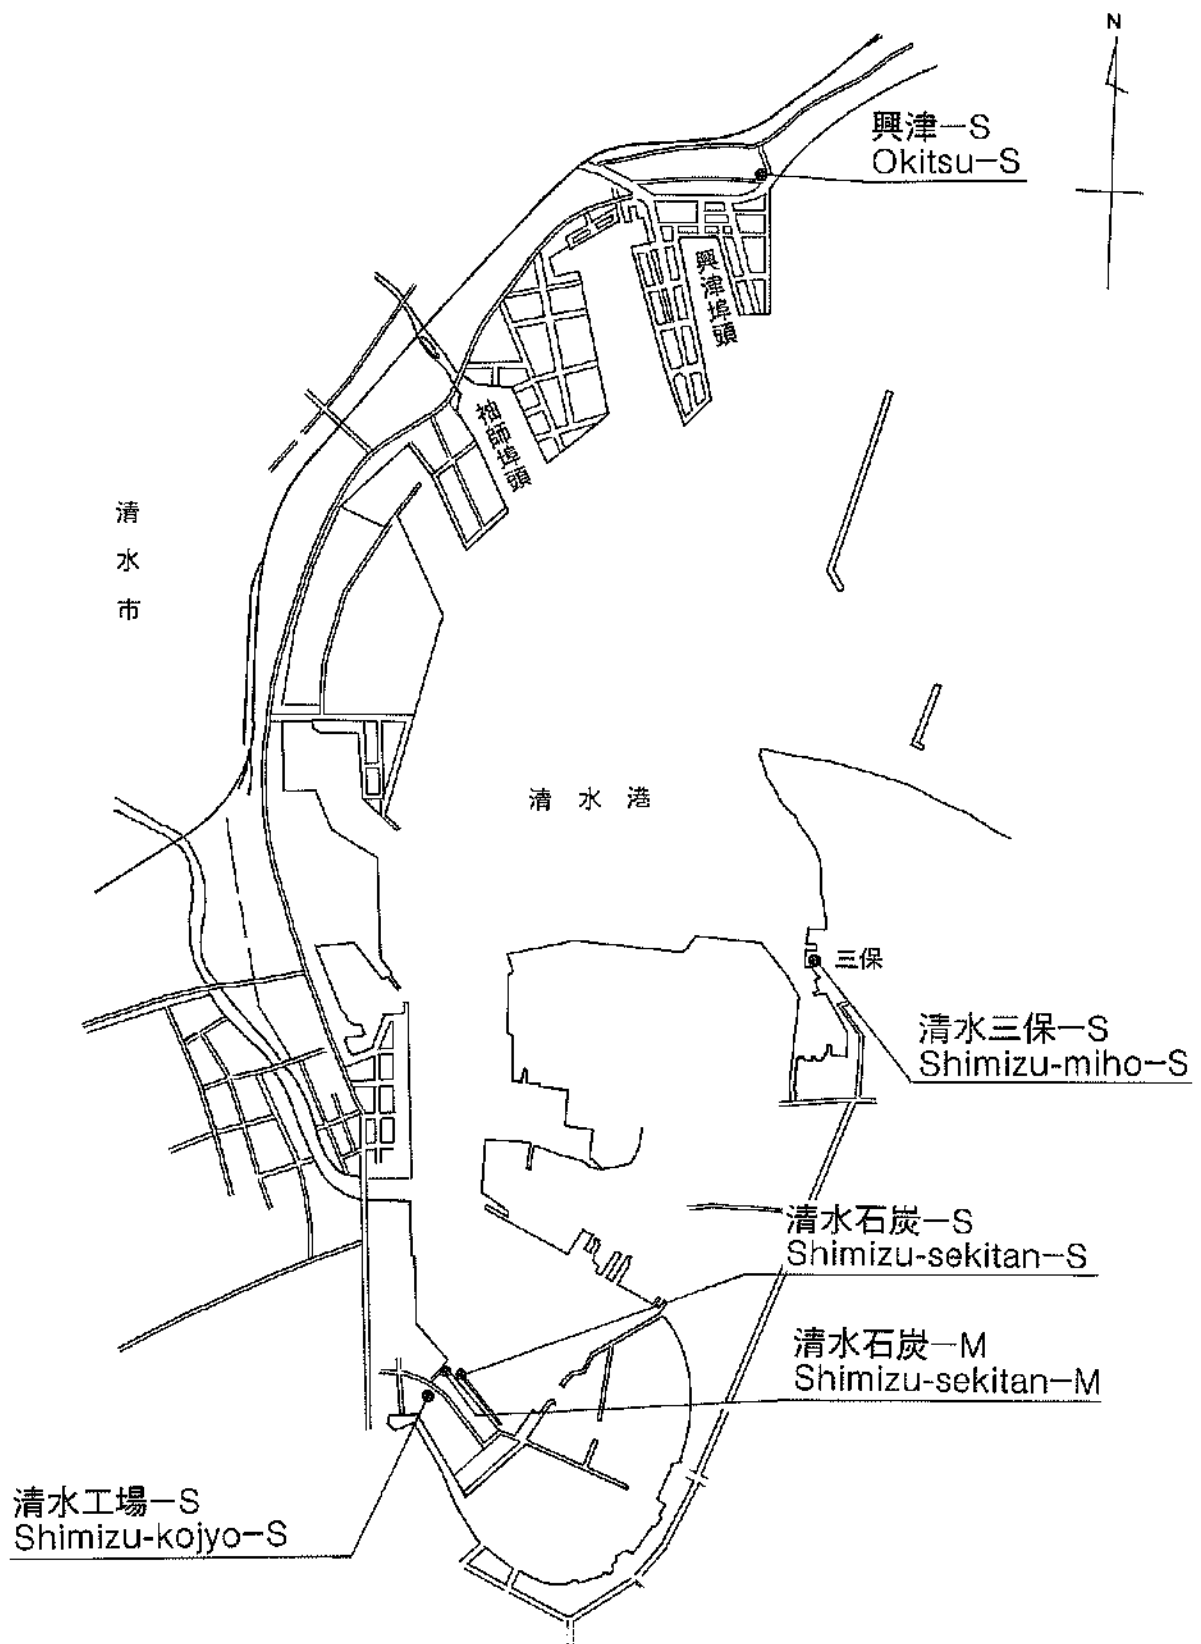 N
興津－S
Okitsu－S
興津埠頭
袖師埠頭
清水市
清水港
三保
清水三保－S
Shimizu-miho－S
清水石炭－S
Shimizu-sekitan－S
清水石炭－M
Shimizu-sekitan－M
清水工場－S
Shimizu-kojyo－S